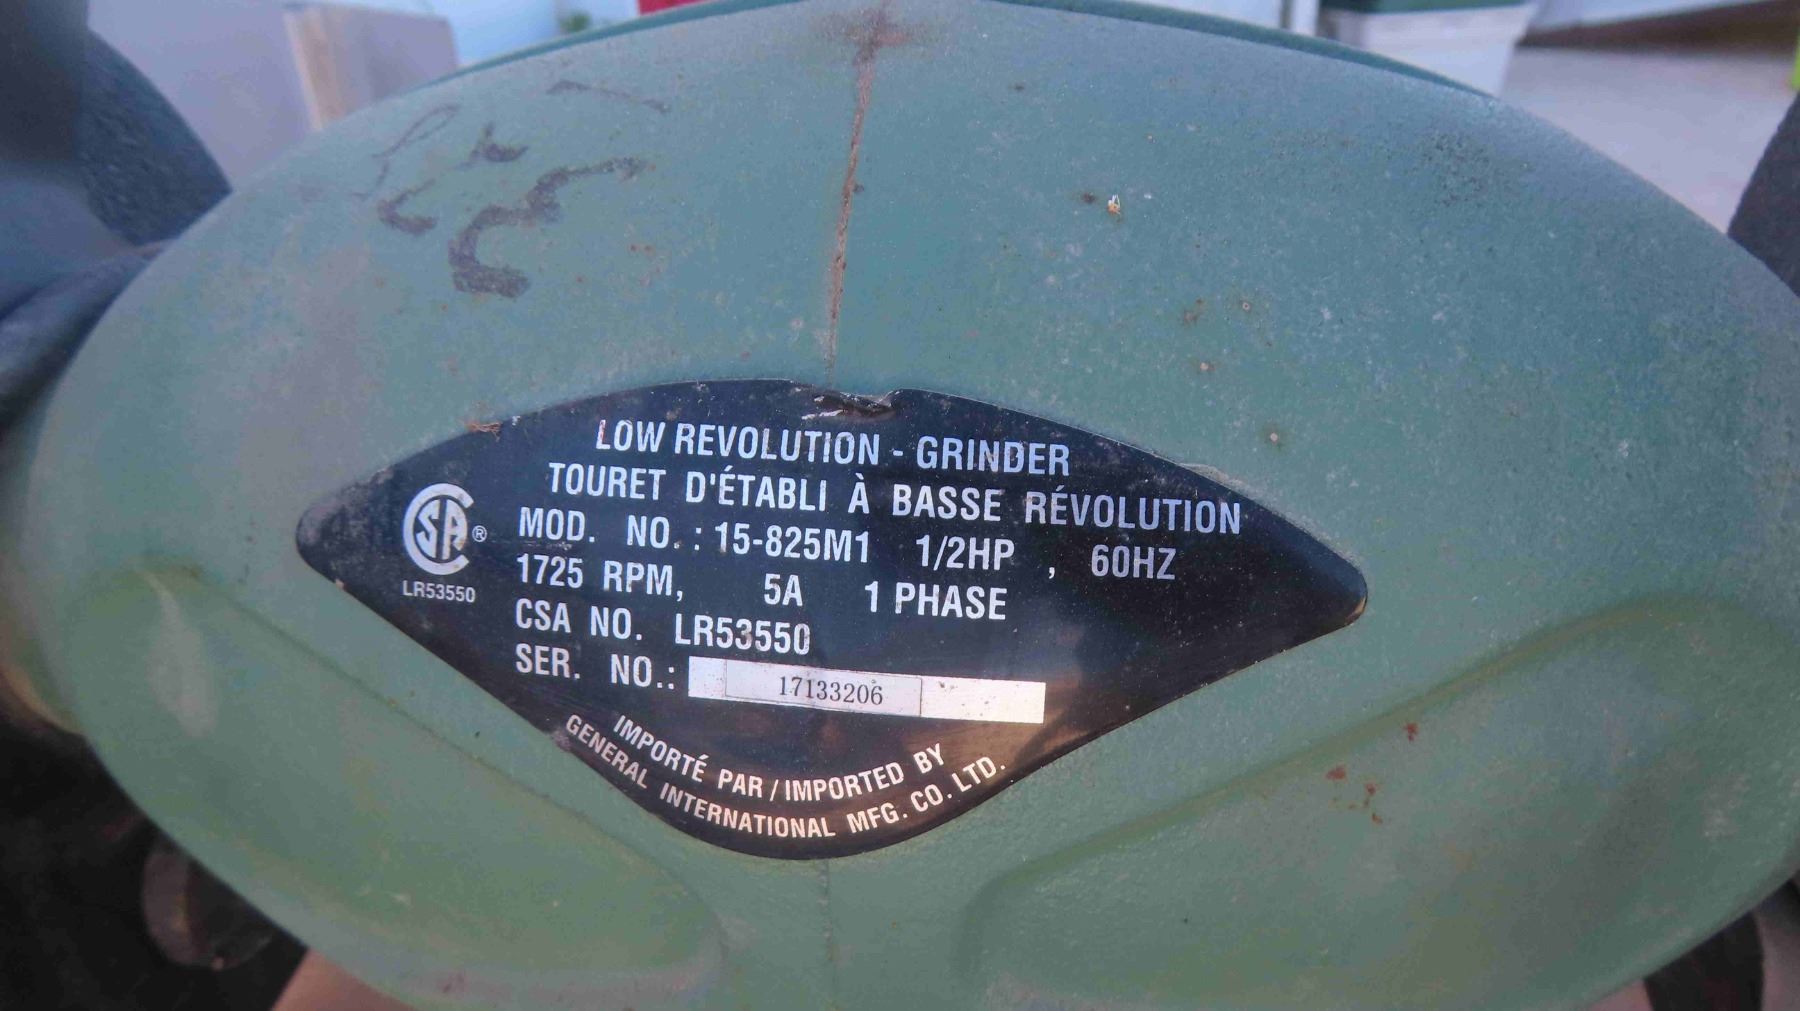 LOW REVOLUTION - GRINDER
TOURET D'ÉTABLI À BASSE RÉVOLUTION
MOD. NO. : 15-825M1 1/2HP , 60HZ
1725 RPM, 5A 1 PHASE
CSA NO. LR53550
SER. NO.: 17133206
IMPORTÉ PAR / IMPORTED BY
GENERAL INTERNATIONAL MFG. CO. LTD.
SA ®
LR53550